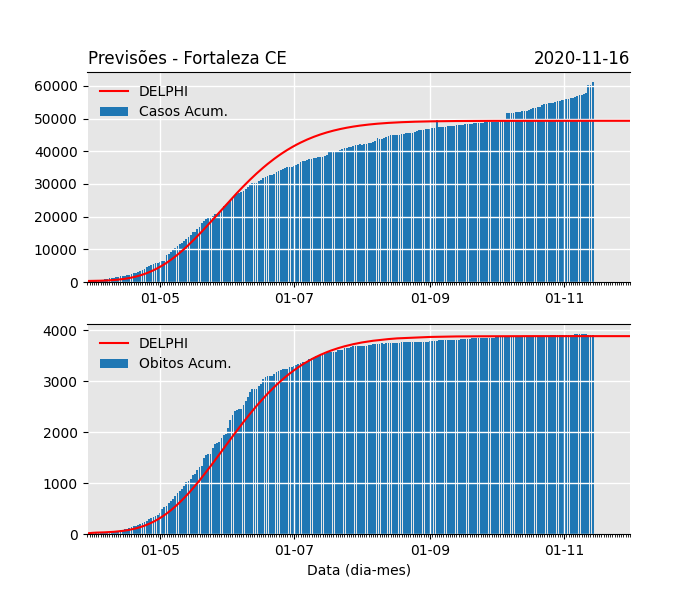 Previsões - Fortaleza CE 2020-11-16
DELPHI
Casos Acum.
60000
50000
40000
30000
20000
10000
0
01-05 01-07 01-09 01-11
DELPHI
Obitos Acum.
4000
3000
2000
1000
0
01-05 01-07 01-09 01-11
Data (dia-mes)